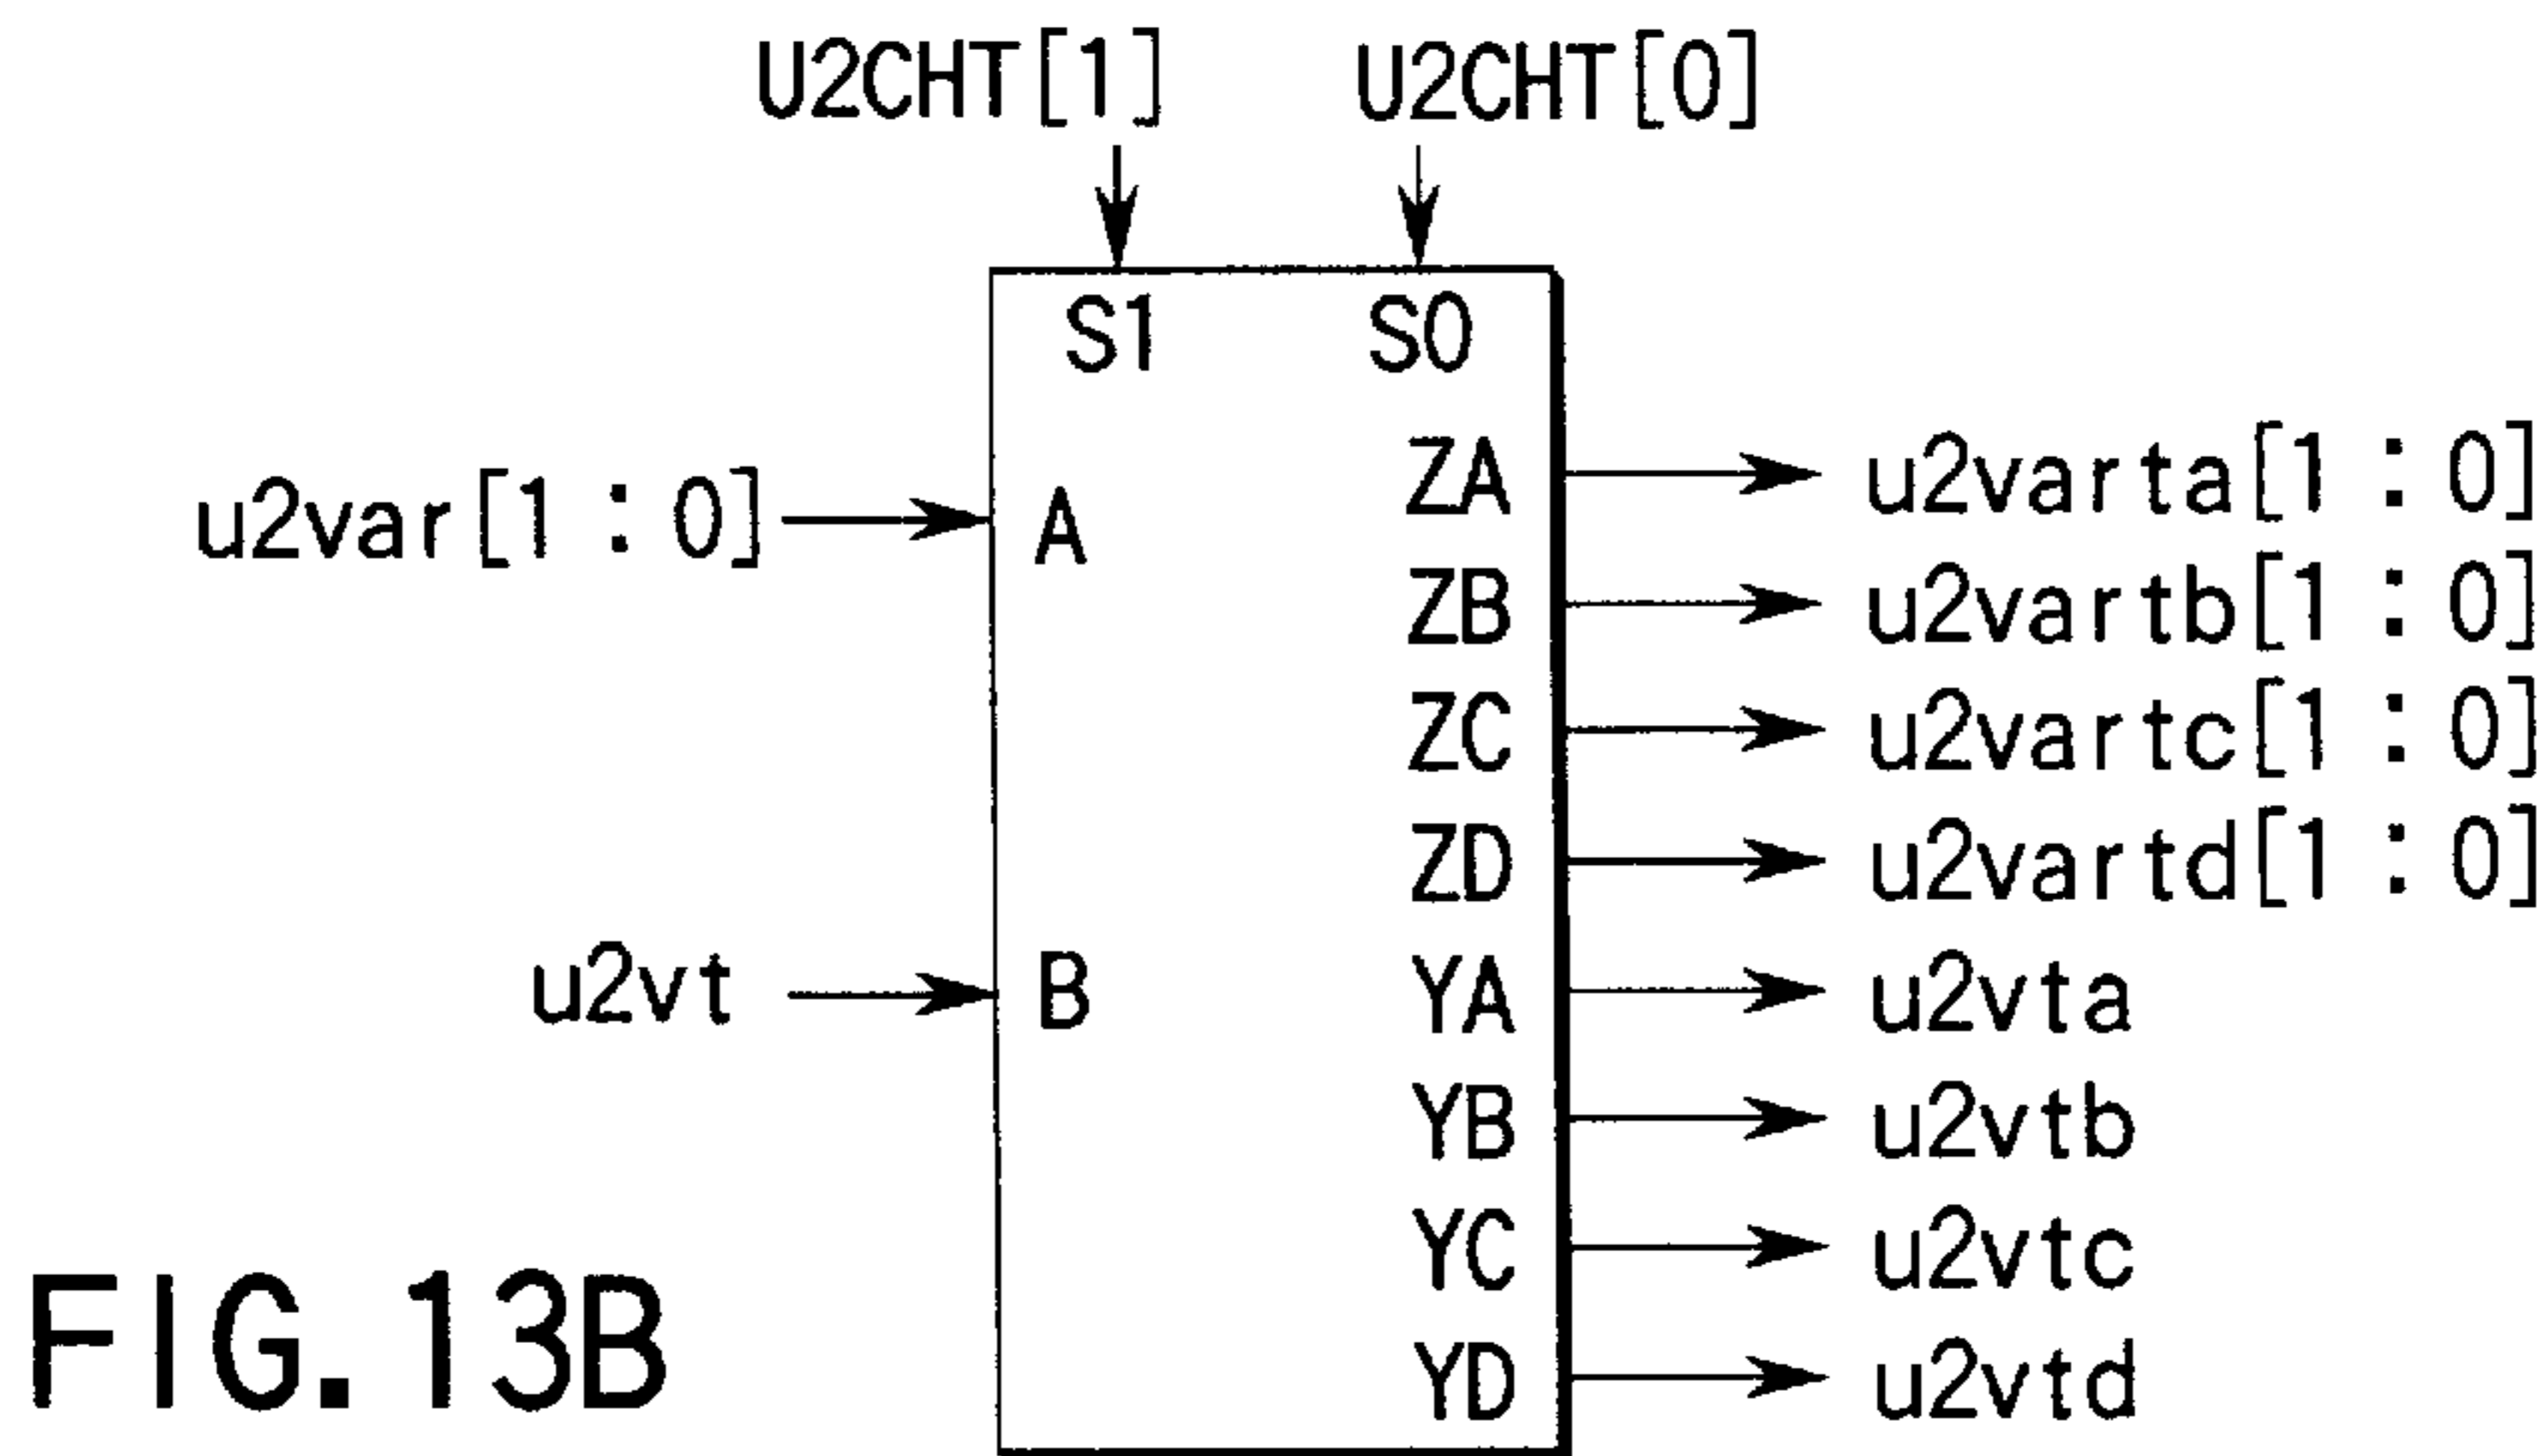 U2CHT[1] U2CHT[0]
S1 S0
ZA u2varta[1:0]
u2var[1:0] A
ZB u2vartb[1:0]
ZC u2vartc[1:0]
ZD u2vartd[1:0]
u2vt B YA u2vta
YB u2vtb
YC u2vtc
YD u2vtd
FIG.13B